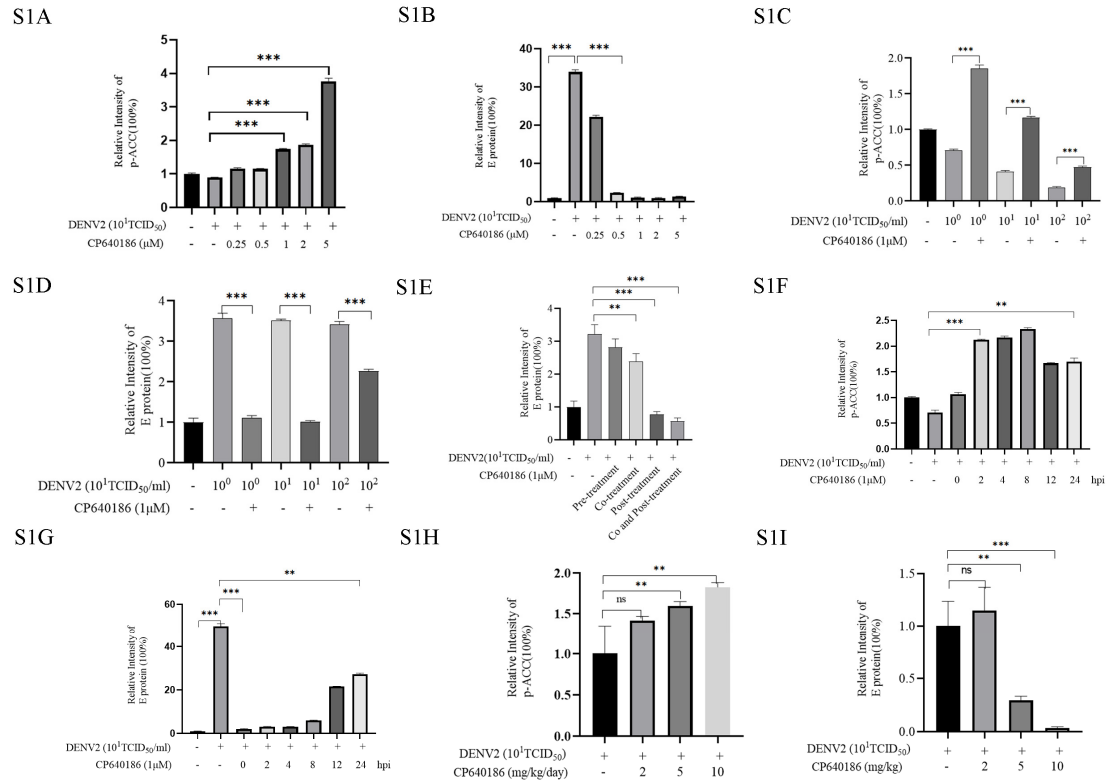 S1A
Relative Intensity of
p-ACC(100%)
5
4
3
2
1
0
***
***
***
DENV2 (10¹TCID₅₀) - + + + + + +
CP640186 (μM) - - 0.25 0.5 1 2 5
S1B
Relative Intensity of
E protein(100%)
40
30
20
10
0
*** ***
DENV2 (10¹TCID₅₀) - + + + + + +
CP640186 (μM) - - 0.25 0.5 1 2 5
S1C
Relative Intensity of
p-ACC(100%)
2.0
1.5
1.0
0.5
0.0
***
***
***
DENV2 (10¹TCID₅₀/ml) - 10⁰ 10⁰ 10¹ 10¹ 10² 10²
CP640186 (1μM) - - + - + - +
S1D
Relative Intensity of
E protein(100%)
4
3
2
1
0
*** *** ***
DENV2 (10¹TCID₅₀/ml) - 10⁰ 10⁰ 10¹ 10¹ 10² 10²
CP640186 (1μM) - - + - + - +
S1E
Relative Intensity of
E protein(100%)
4
3
2
1
0
***
***
**
DENV2(10¹TCID₅₀/ml) - + + + + +
CP640186 (1μM) - -
Pre-treatment
Co-treatment
Post-treatment
Co and Post-treatment
S1F
Relative Intensity of
p-ACC(100%)
2.5
2.0
1.5
1.0
0.5
0.0
**
***
DENV2 (10¹TCID₅₀/ml) - + + + + + + +
CP640186 (1μM) - - 0 2 4 8 12 24 hpi
S1G
Relative Intensity of
E protein (100%)
60
40
20
0
**
***
***
DENV2 (10¹TCID₅₀/ml) - + + + + + + +
CP640186 (1μM) - - 0 2 4 8 12 24 hpi
S1H
Relative Intensity of
p-ACC(100%)
2.0
1.5
1.0
0.5
0.0
**
**
ns
DENV2 (10¹TCID₅₀) + + + +
CP640186 (mg/kg/day) - 2 5 10
S1I
Relative Intensity of
E protein(100%)
1.5
1.0
0.5
0.0
***
**
ns
DENV2 (10¹TCID₅₀) + + + +
CP640186 (mg/kg) - 2 5 10